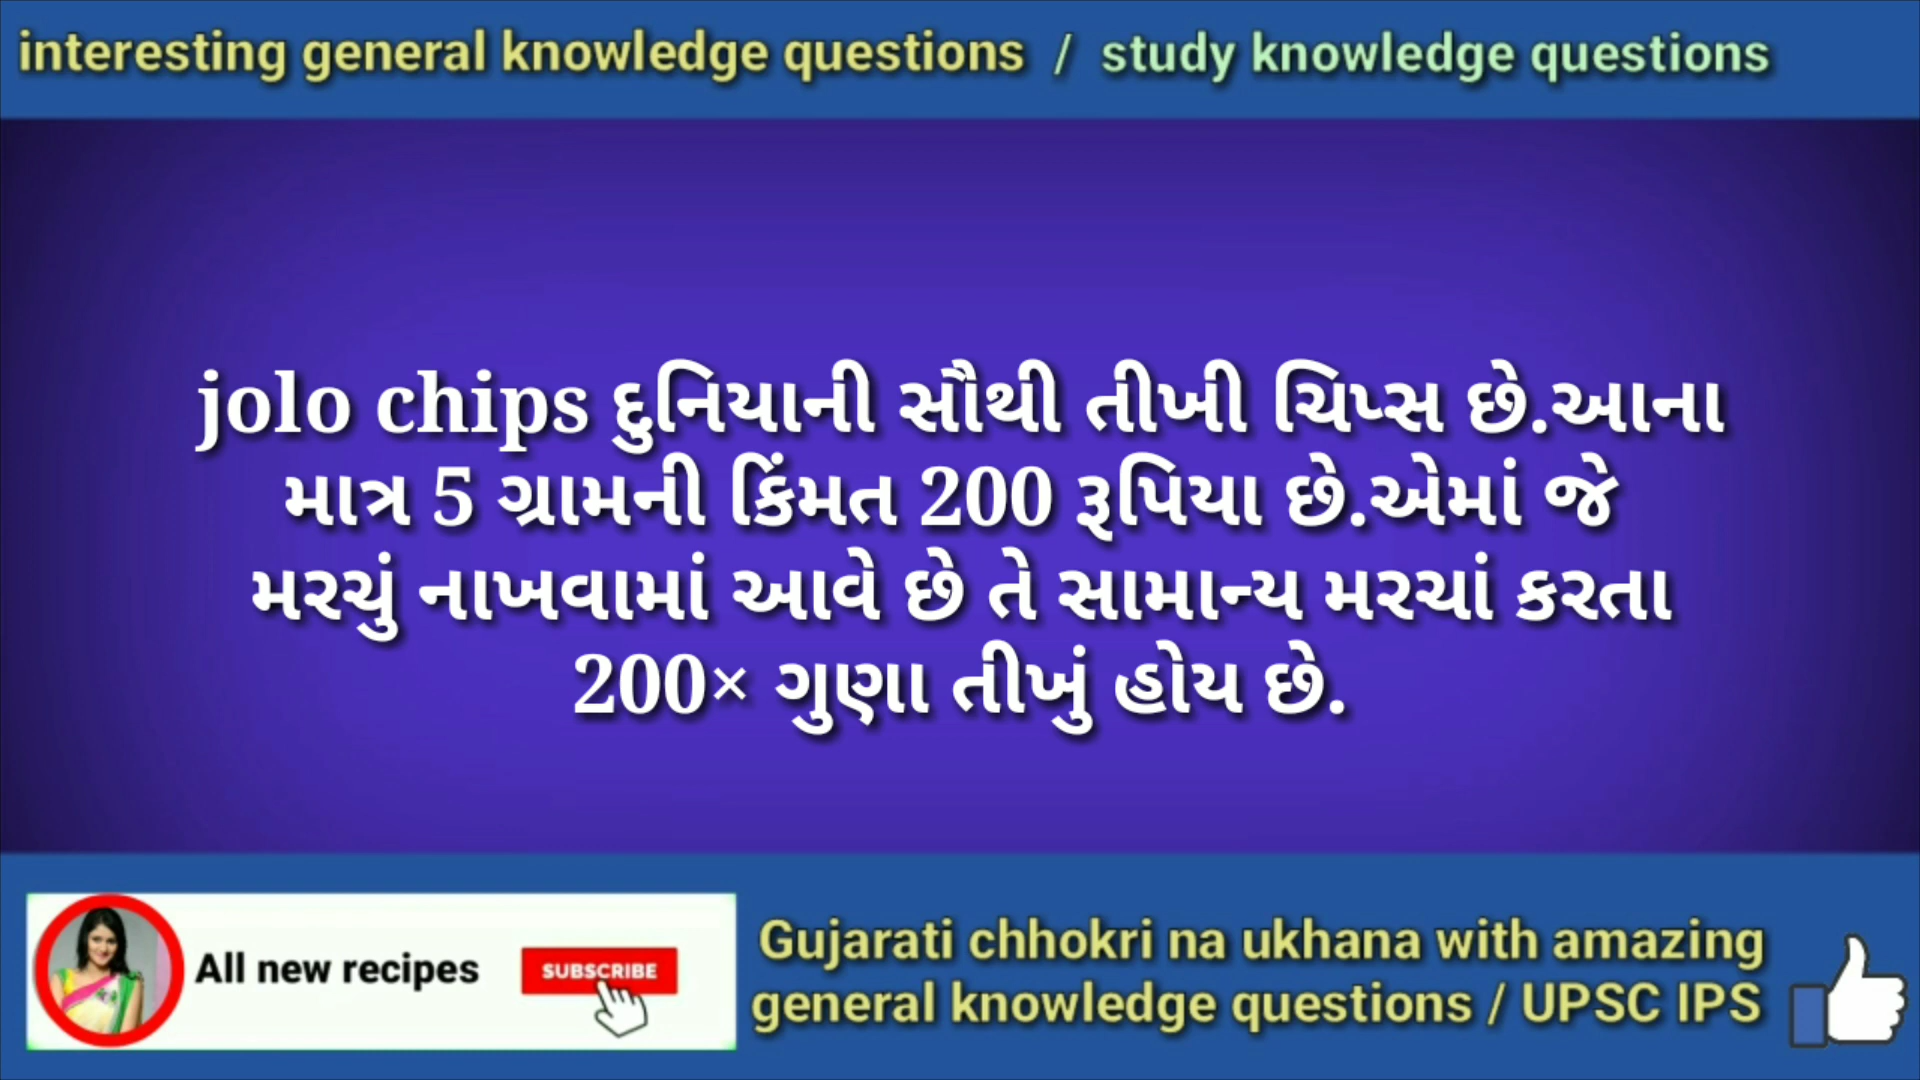 interesting general knowledge questions / study knowledge questions
jolo chips દુનિયાની સૌથી તીખી ચિપ્સ છે.આના
માત્ર 5 ગ્રામની કિંમત 200 રૂપિયા છે.એમાં જે
મરચું નાખવામાં આવે છે તે સામાન્ય મરચાં કરતા
200× ગુણા તીખું હોય છે.
All new recipes
SUBSCRIBE
Gujarati chhokri na ukhana with amazing
general knowledge questions / UPSC IPS